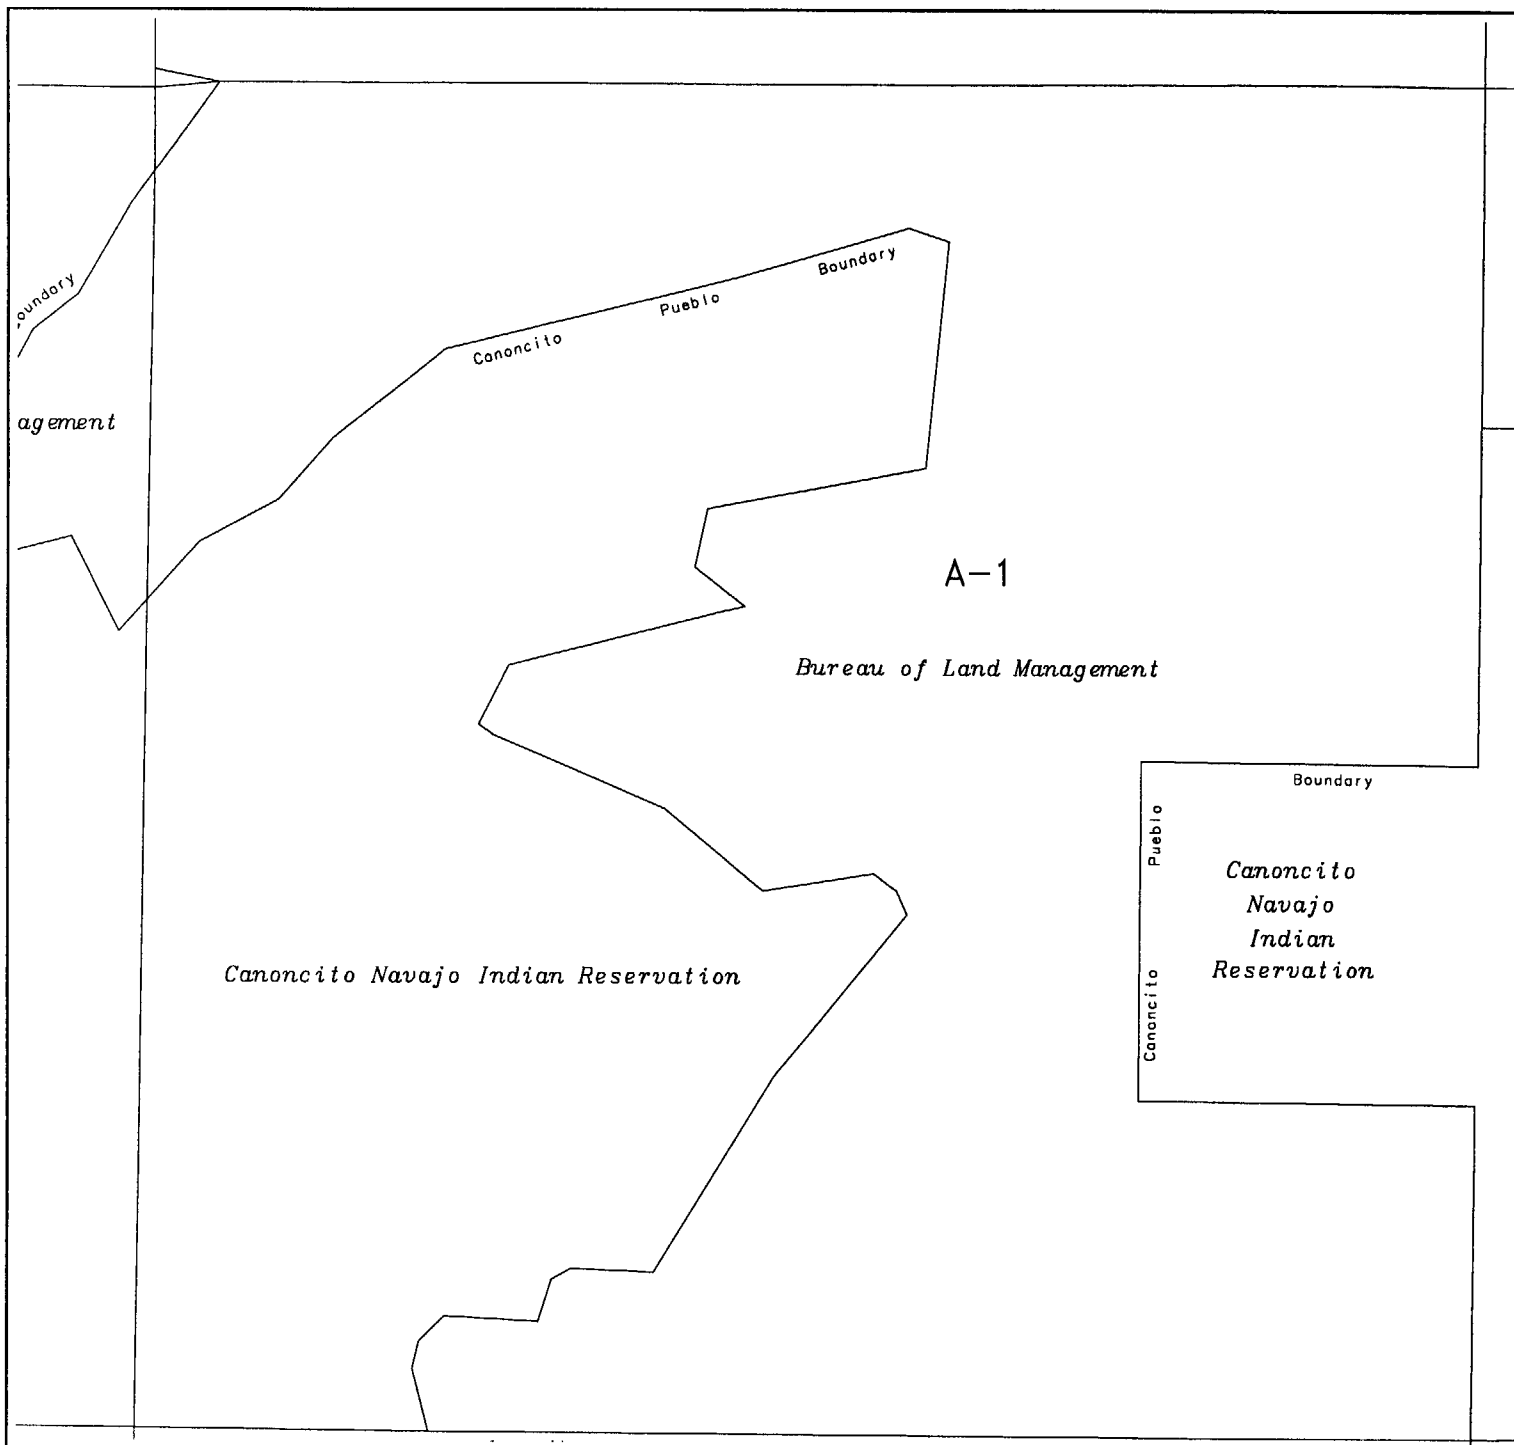 Boundary
Pueblo
Canoncito
oundary
agement
A-1
Bureau of Land Management
Boundary
Pueblo
Canoncito
Canoncito
Navajo
Indian
Reservation
Canoncito Navajo Indian Reservation